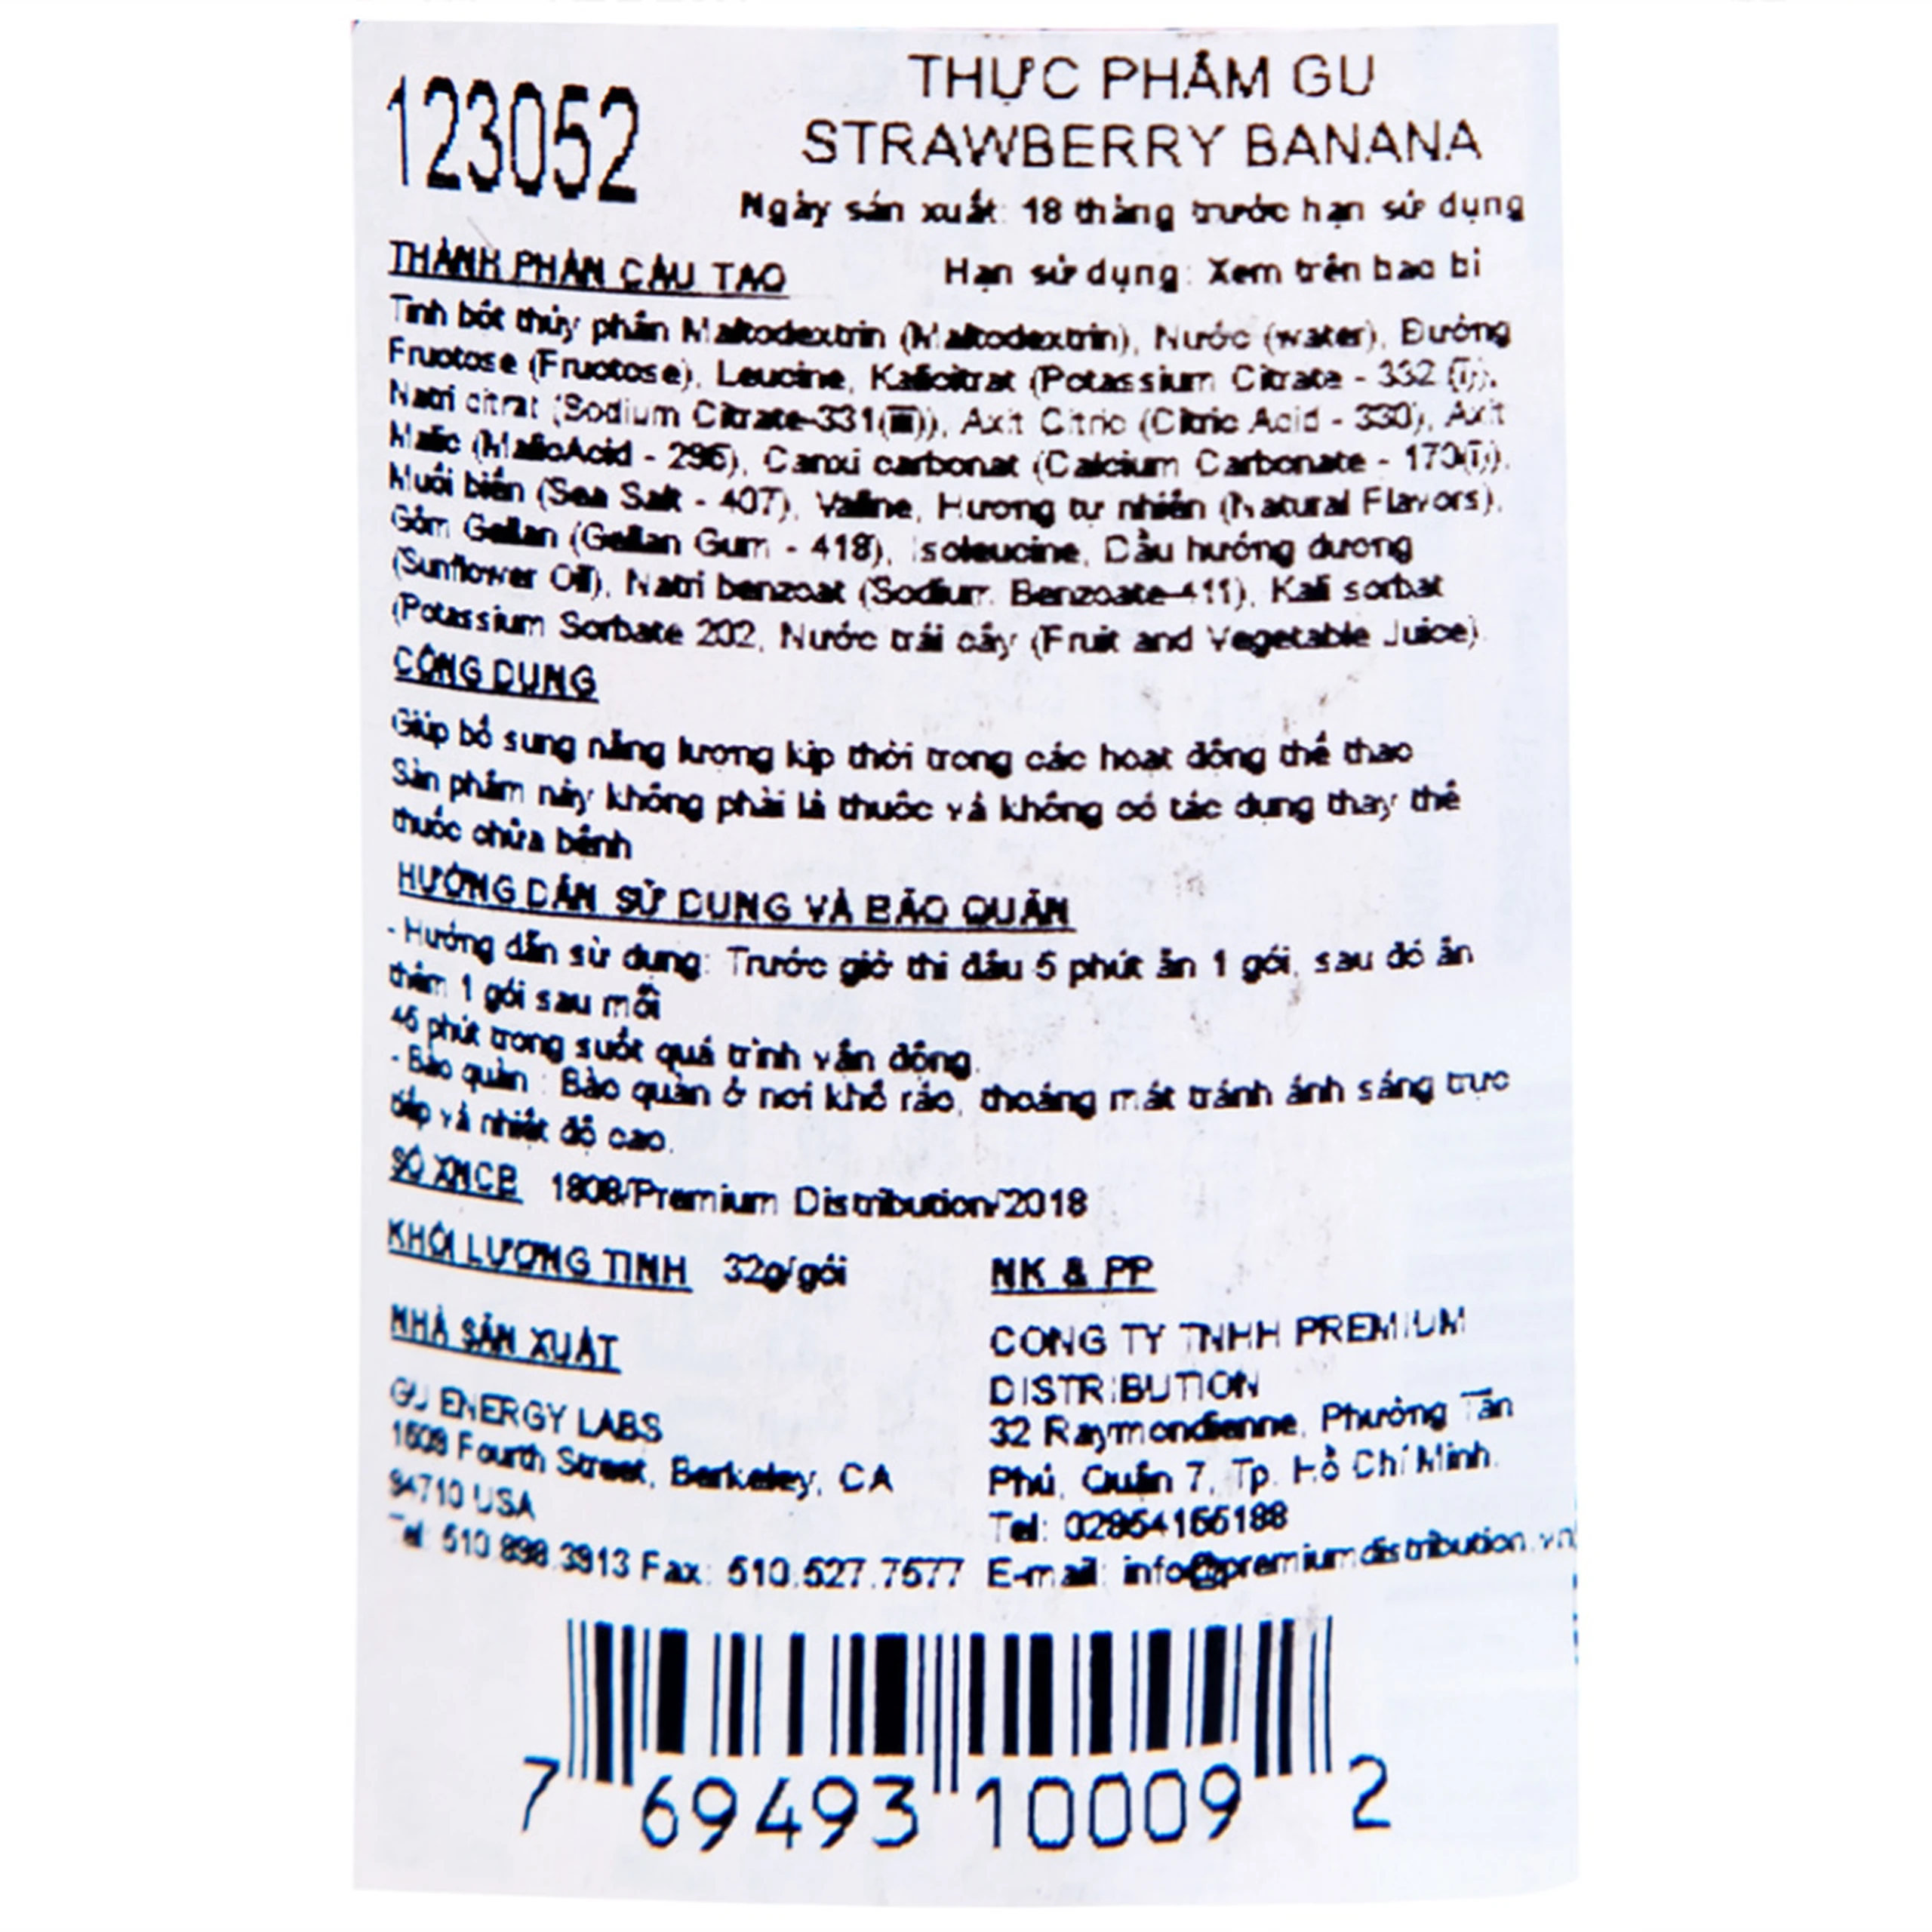 123052
THỰC PHẨM GU
STRAWBERRY BANANA
Ngày sản xuất: 18 tháng trước hạn sử dụng
Hạn sử dụng: Xem trên bao bì
THÀNH PHẦN CẤU TẠO
Tinh bột thủy phân Maltodextrin (Maltodextrin), Nước (water), Đường
Fructose (Fructose), Leucine, Kalicitrat (Potassium Citrate - 332 (i)),
Natri citrat (Sodium Citrate-331(iii)), Axit Citric (Citric Acid - 330), Axit
Malic (MalicAcid - 296), Canxi carbonat (Calcium Carbonate - 170(i)),
Muối biển (Sea Salt - 407), Valine, Hương tự nhiên (Natural Flavors),
Gôm Gellan (Gellan Gum - 418), Isoleucine, Dầu hướng dương
(Sunflower Oil), Natri benzoat (Sodium Benzoate-411), Kali sorbat
(Potassium Sorbate 202, Nước trái cây (Fruit and Vegetable Juice)
CÔNG DỤNG
Giúp bổ sung năng lượng kịp thời trong các hoạt động thể thao
Sản phẩm này không phải là thuốc và không có tác dụng thay thế
thuốc chữa bệnh
HƯỚNG DẪN SỬ DỤNG VÀ BẢO QUẢN
- Hướng dẫn sử dụng: Trước giờ thi đấu 5 phút ăn 1 gói, sau đó ăn
thêm 1 gói sau mỗi
45 phút trong suốt quá trình vận động.
- Bảo quản : Bảo quản ở nơi khô ráo, thoáng mát tránh ánh sáng trực
tiếp và nhiệt độ cao.
SỐ XNCB 1808/Premium Distribution/2018
KHỐI LƯỢNG TỊNH 32g/gói
NHÀ SẢN XUẤT
GU ENERGY LABS
1609 Fourth Street, Berkeley, CA
94710 USA
Tel: 510.898.3313 Fax: 510.527.7577
NK & PP
CONG TY TNHH PREMIUM
DISTRIBUTION
32 Raymondienne, Phường Tân
Phú, Quận 7, Tp. Hồ Chí Minh.
Tel: 02854155188
E-mail: info@premiumdistribution.vn
7 69493 10009 2